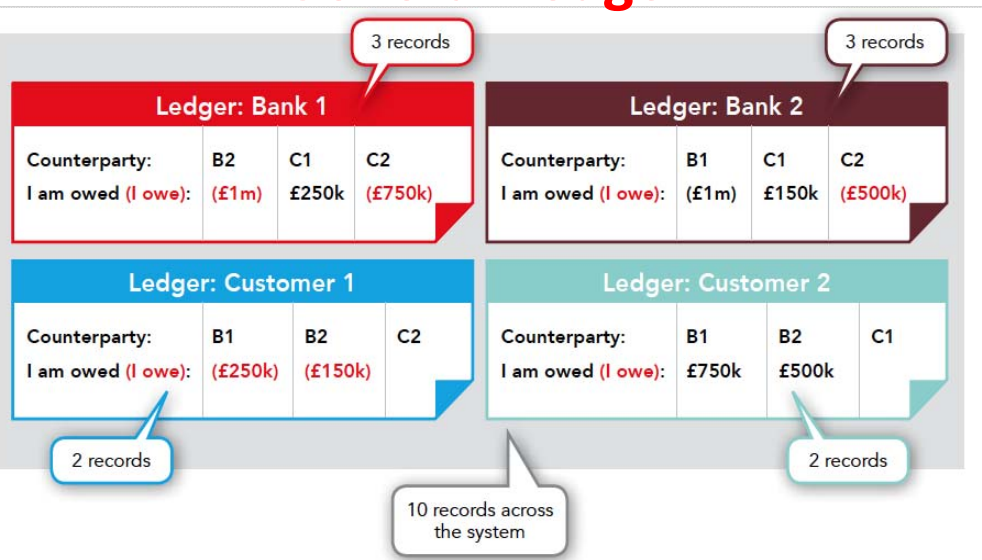 3 records
3 records
Ledger: Bank 1
Counterparty: B2 C1 C2
I am owed (I owe): (£1m) £250k (£750k)
Ledger: Bank 2
Counterparty: B1 C1 C2
I am owed (I owe): (£1m) £150k (£500k)
Ledger: Customer 1
Counterparty: B1 B2 C2
I am owed (I owe): (£250k) (£150k)
Ledger: Customer 2
Counterparty: B1 B2 C1
I am owed (I owe): £750k £500k
2 records
2 records
10 records across
the system